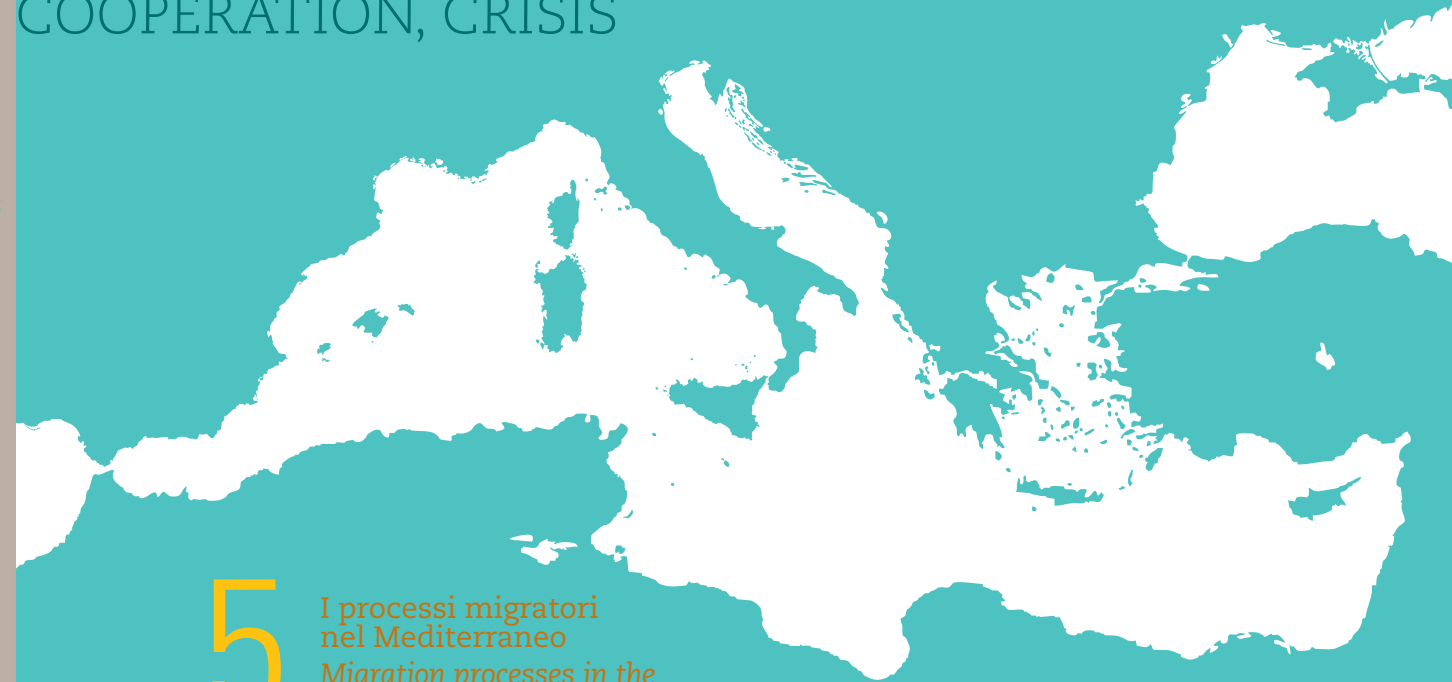 COOPERATION, CRISIS
5
I processi migratori
nel Mediterraneo
Migration processes in the